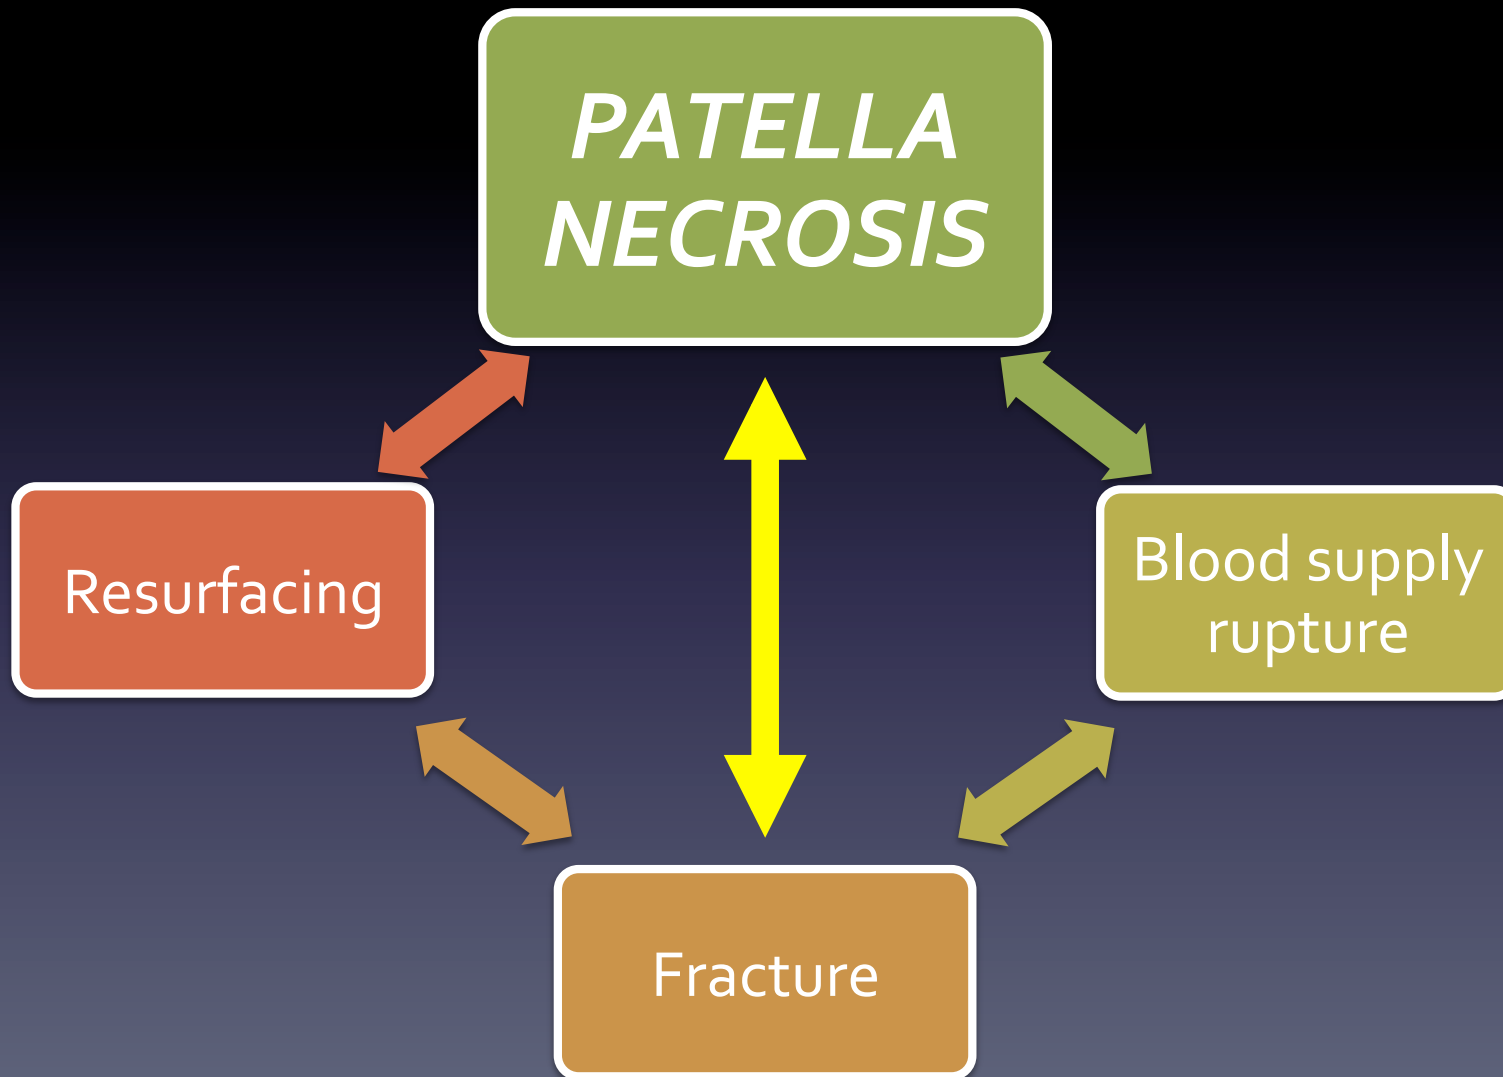 PATELLA
NECROSIS
Resurfacing
Blood supply
rupture
Fracture